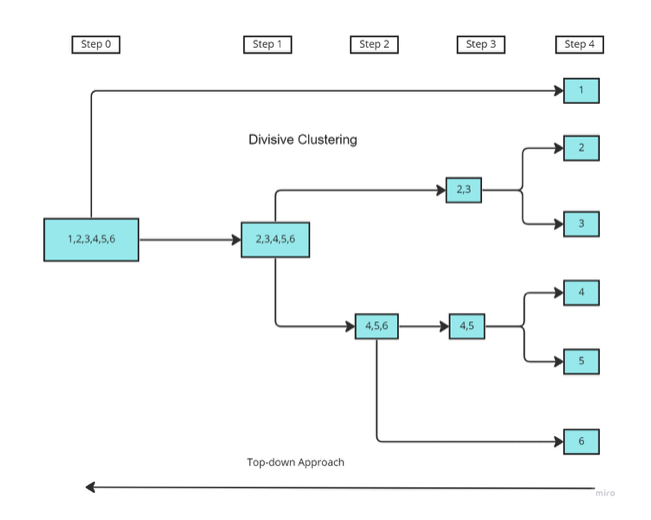 Step 0
Step 1
Step 2
Step 3
Step 4
1
Divisive Clustering
2
2,3
3
1,2,3,4,5,6
2,3,4,5,6
4
4,5,6
4,5
5
6
Top-down Approach
miro